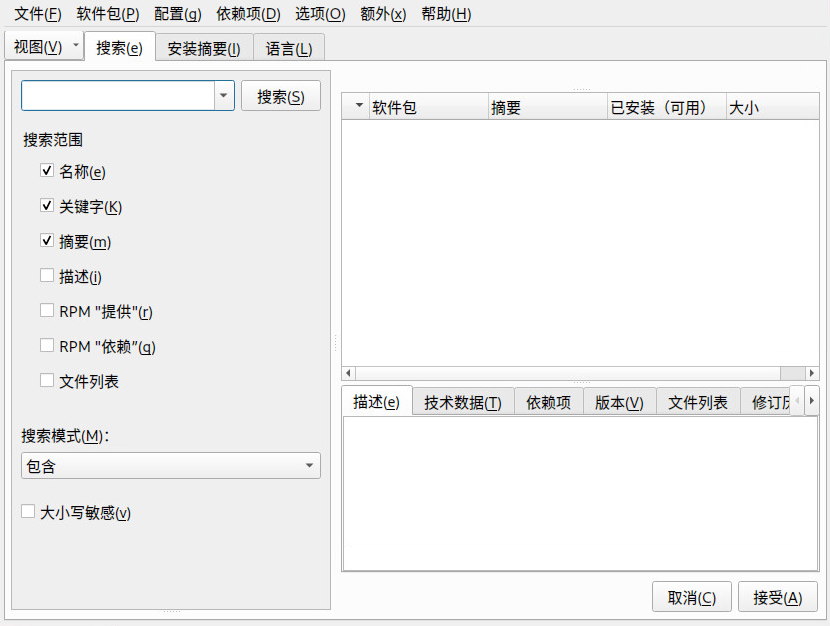 文件(F) 软件包(P) 配置(g) 依赖项(D) 选项(O) 额外(x) 帮助(H)
视图(V) 搜索(e) 安装摘要(I) 语言(L)
搜索(S)
搜索范围
名称(e)
关键字(K)
摘要(m)
描述(i)
RPM "提供"(r)
RPM "依赖"(q)
文件列表
搜索模式(M)：
包含
大小写敏感(v)
软件包 摘要 已安装（可用） 大小
描述(e) 技术数据(T) 依赖项 版本(V) 文件列表 修订历
取消(C) 接受(A)